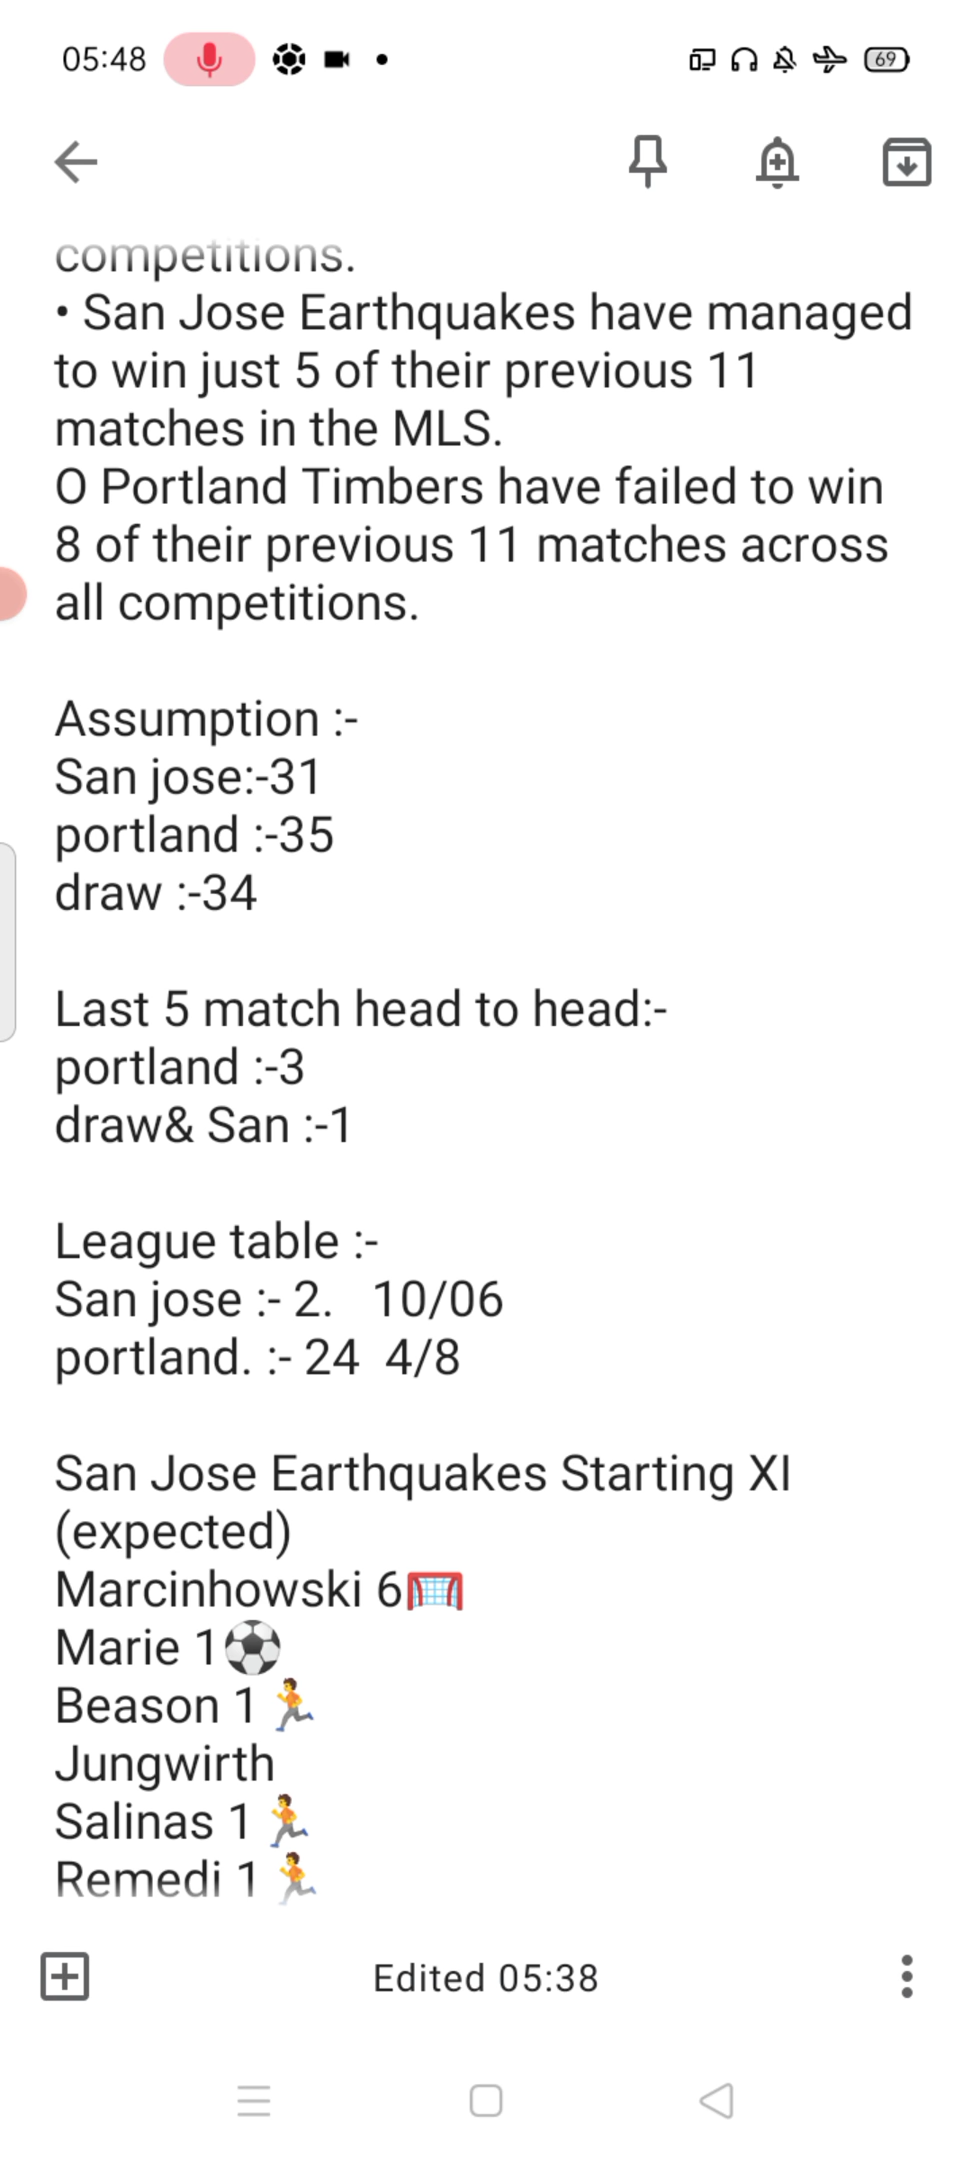 05:48
69
competitions.
• San Jose Earthquakes have managed
to win just 5 of their previous 11
matches in the MLS.
O Portland Timbers have failed to win
8 of their previous 11 matches across
all competitions.
Assumption :-
San jose:-31
portland :-35
draw :-34
Last 5 match head to head:-
portland :-3
draw& San :-1
League table :-
San jose :- 2.   10/06
portland. :- 24  4/8
San Jose Earthquakes Starting XI
(expected)
Marcinhowski 6🥅
Marie 1⚽
Beason 1🏃
Jungwirth
Salinas 1🏃
Remedi 1🏃
Edited 05:38